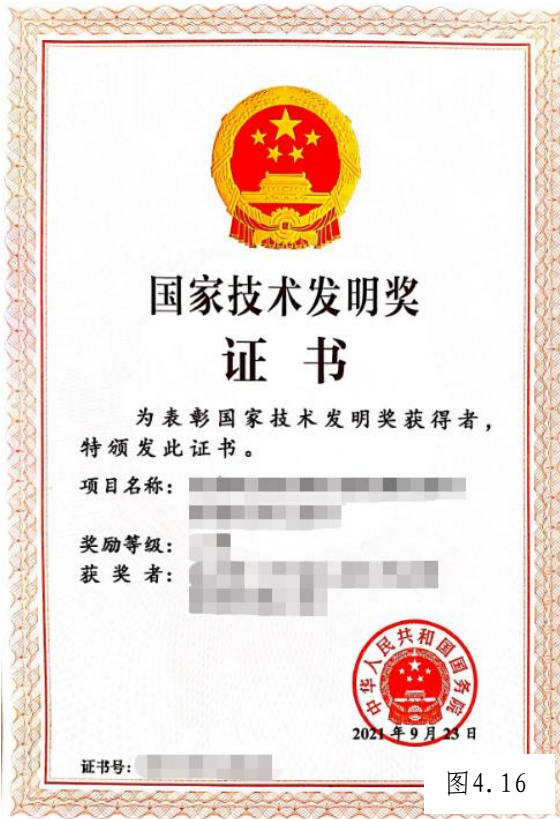 国家技术发明奖
证书
为表彰国家技术发明奖获得者，
特颁发此证书。
项目名称：
奖励等级：
获奖者：
中华人民共和国国务院
2021年9月23日
证书号：
图4.16